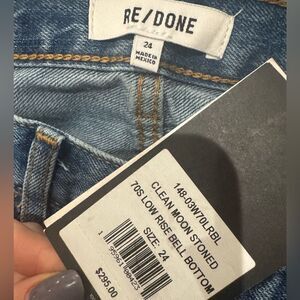 RE/DONE
24
MADE IN
MEXICO
148-03W70LRBL
CLEAN MOON STONED
70S LOW RISE BELL BOTTOM
SIZE: 24
$295.00